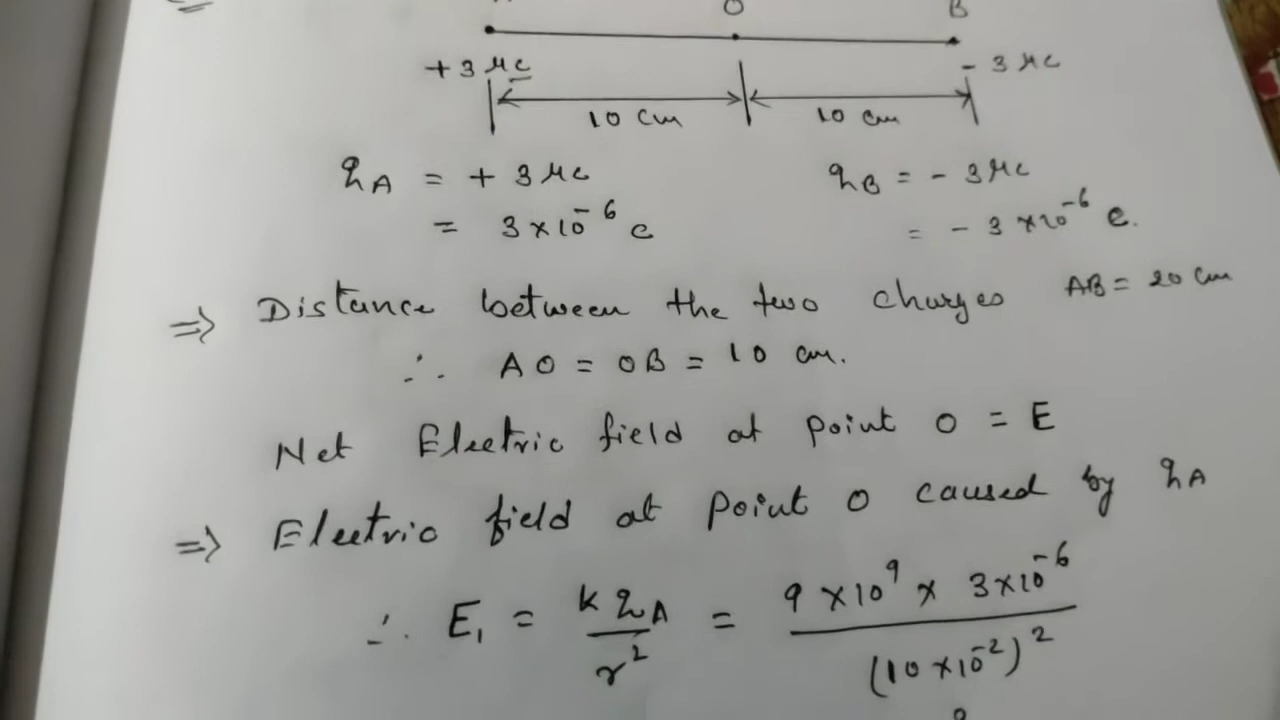 O B
+3 μc - 3 μc
10 cm 10 cm
qA = + 3 μc qB = - 3 μc
= 3×10⁻⁶ c = - 3 ×10⁻⁶ c.
⇒ Distance between the two charges AB = 20 cm
∴ AO = OB = 10 cm.
Net Electric field at point O = E
⇒ Electric field at point O caused by qA
∴ E₁ = k qA / r² = 9 ×10⁹ × 3×10⁻⁶ / (10 ×10⁻²)²